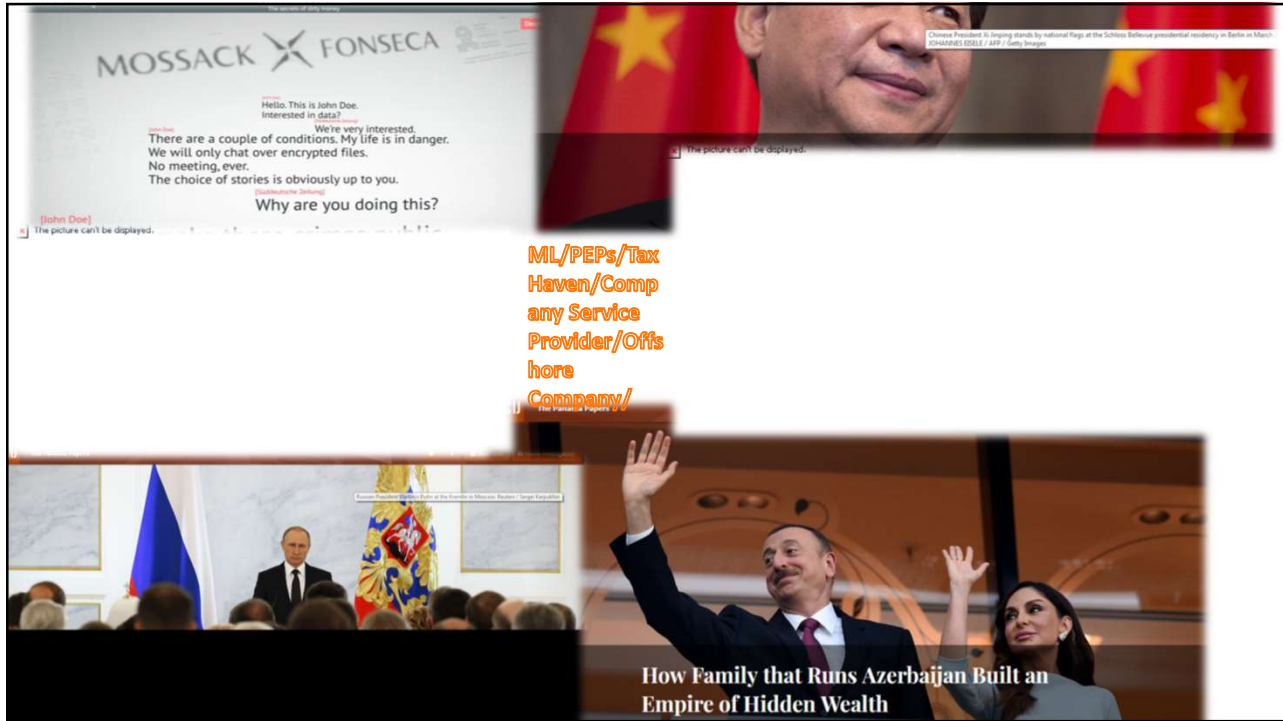 The secrets of dirty money
MOSSACK FONSECA
[John Doe]
Hello. This is John Doe.
Interested in data?
[Süddeutsche Zeitung]
We're very interested.
[John Doe]
There are a couple of conditions. My life is in danger.
We will only chat over encrypted files.
No meeting, ever.
The choice of stories is obviously up to you.
[Süddeutsche Zeitung]
Why are you doing this?
[John Doe]
The picture can't be displayed.
Chinese President Xi Jinping stands by national flags at the Schloss Bellevue presidential residency in Berlin in March
JOHANNES EISELE / AFP / Getty Images
The picture can't be displayed.
ML/PEPs/Tax
Haven/Comp
any Service
Provider/Offs
hore
Company/
The Panama Papers
Russian President Vladimir Putin at the Kremlin in Moscow. Reuters / Sergei Karpukhin
How Family that Runs Azerbaijan Built an
Empire of Hidden Wealth